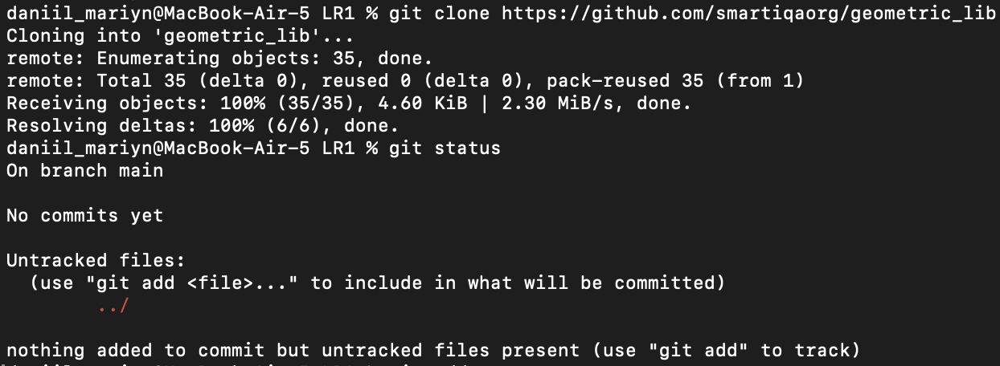 daniil_mariyn@MacBook-Air-5 LR1 % git clone https://github.com/smartiqaorg/geometric_lib
Cloning into 'geometric_lib'...
remote: Enumerating objects: 35, done.
remote: Total 35 (delta 0), reused 0 (delta 0), pack-reused 35 (from 1)
Receiving objects: 100% (35/35), 4.60 KiB | 2.30 MiB/s, done.
Resolving deltas: 100% (6/6), done.
daniil_mariyn@MacBook-Air-5 LR1 % git status
On branch main
No commits yet
Untracked files:
(use "git add <file>..." to include in what will be committed)
../
nothing added to commit but untracked files present (use "git add" to track)